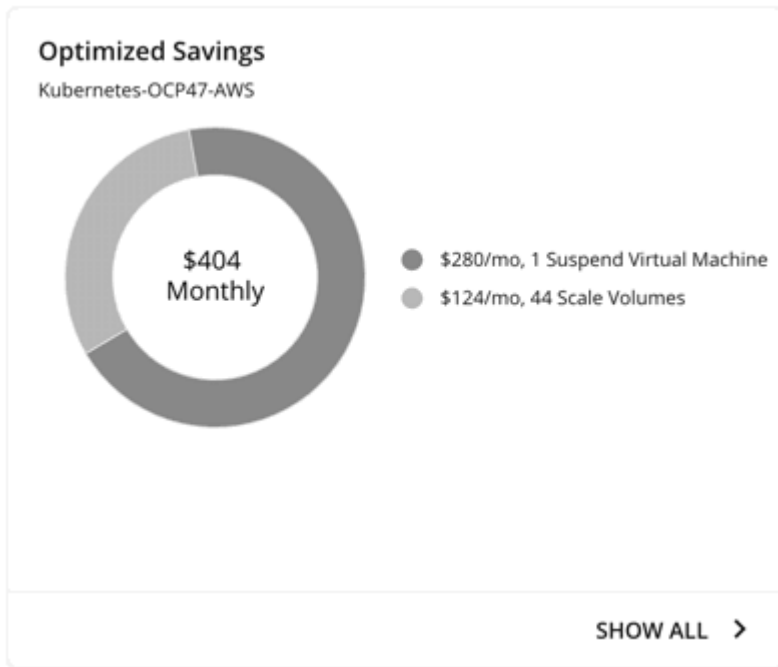 Optimized Savings
Kubernetes-OCP47-AWS
$404
Monthly
$280/mo, 1 Suspend Virtual Machine
$124/mo, 44 Scale Volumes
SHOW ALL